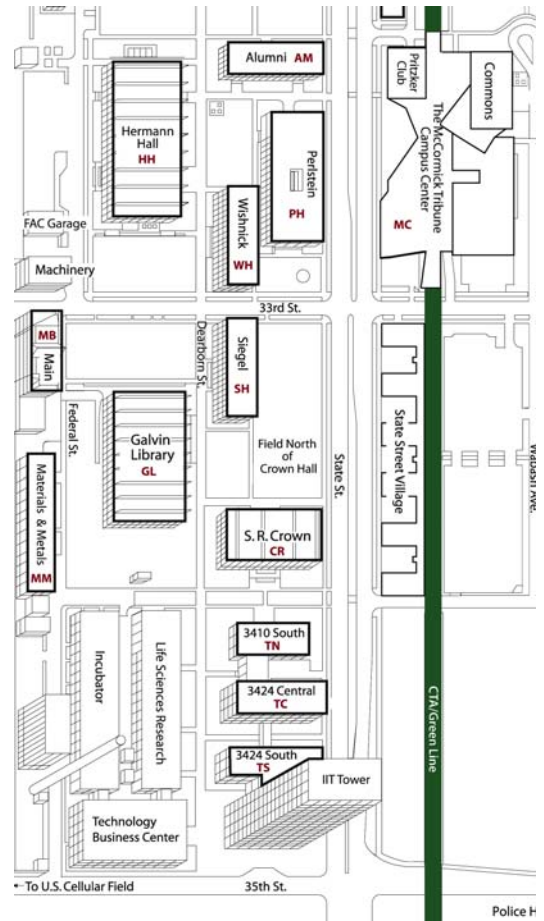 Alumni AM
Pritzker
Club
Commons
Hermann
Hall
HH
Perlstein
PH
The McCormick Tribune
Campus Center
MC
Wishnick
WH
FAC Garage
Machinery
33rd St.
MB
Main
Dearborn St.
Siegel
SH
Federal St.
Galvin
Library
GL
Field North
of
Crown Hall
State St.
State Street Village
Wabash Ave.
Materials & Metals
MM
S. R. Crown
CR
3410 South
TN
Incubator
Life Sciences Research
3424 Central
TC
CTA/Green Line
3424 South
TS
IIT Tower
Technology
Business Center
To U.S. Cellular Field
35th St.
Police H